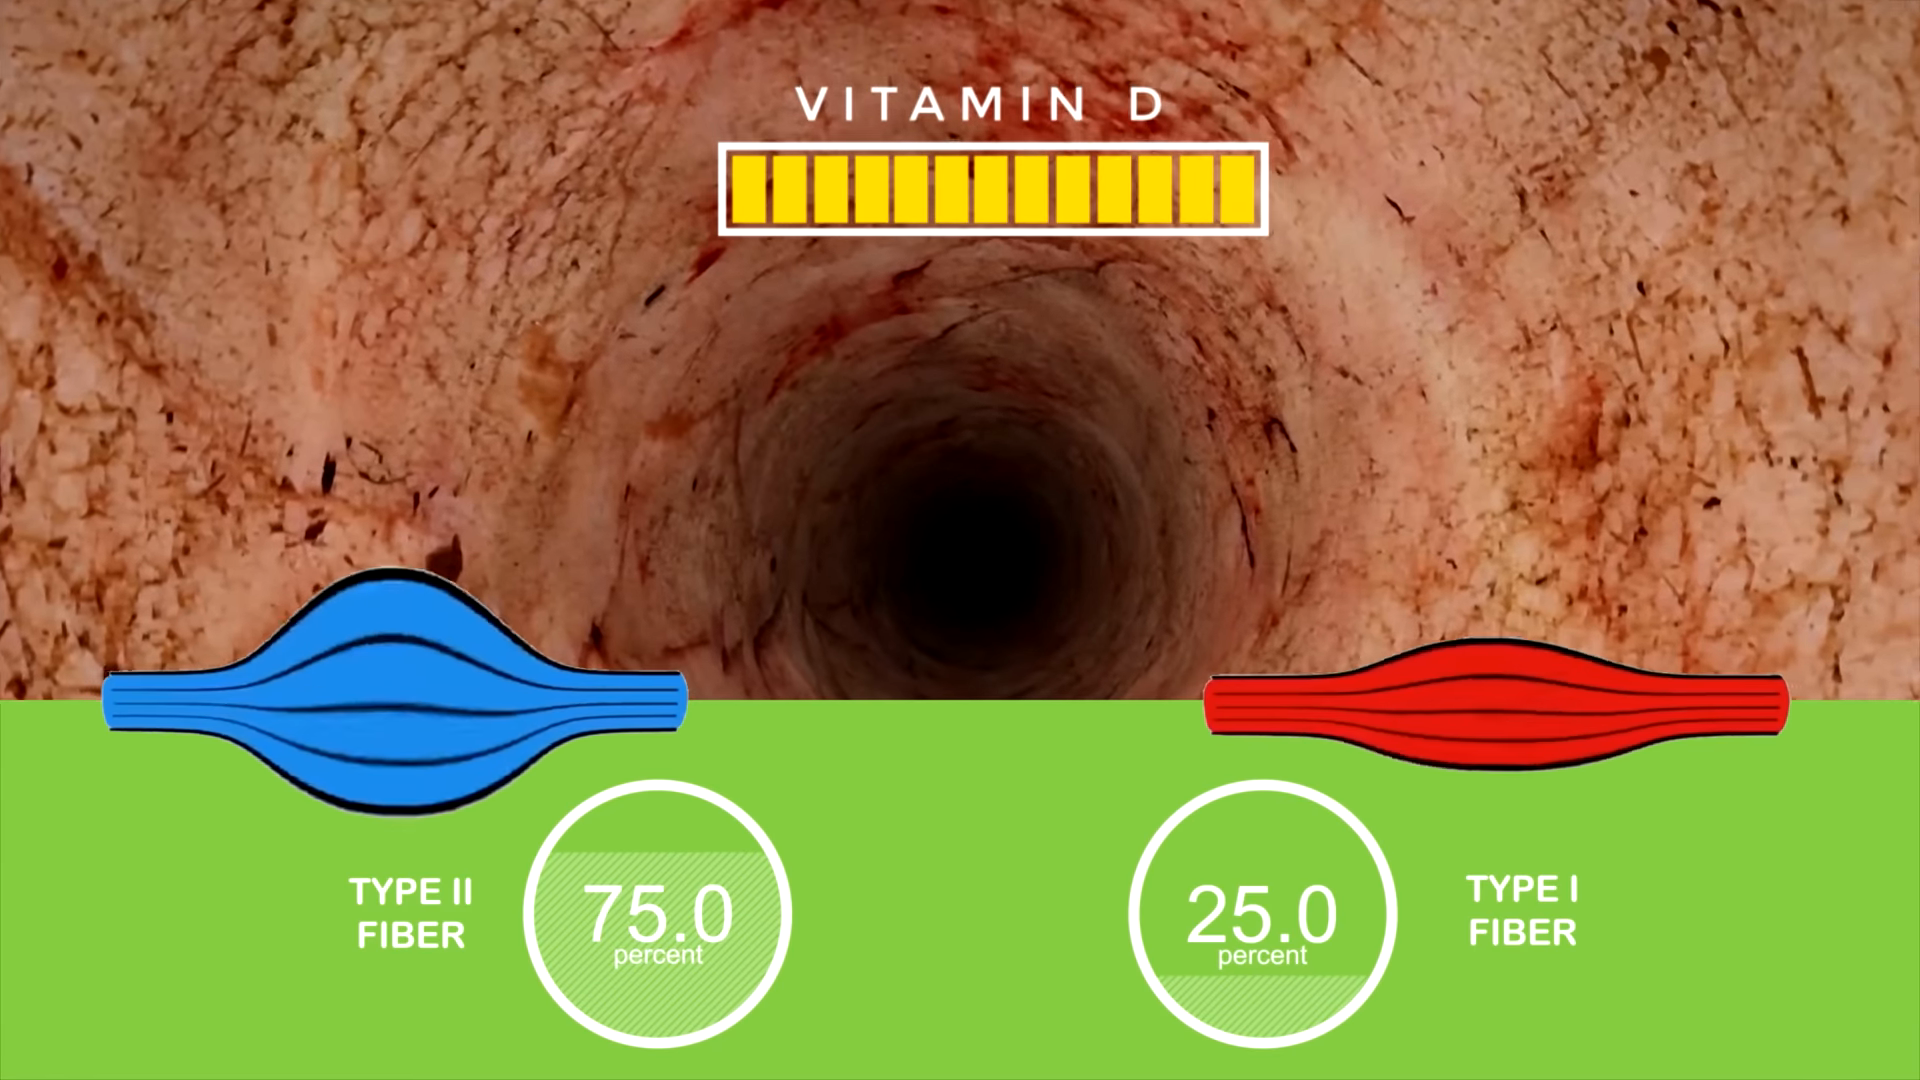 VITAMIN D
TYPE II
FIBER
75.0
percent
25.0
percent
TYPE I
FIBER